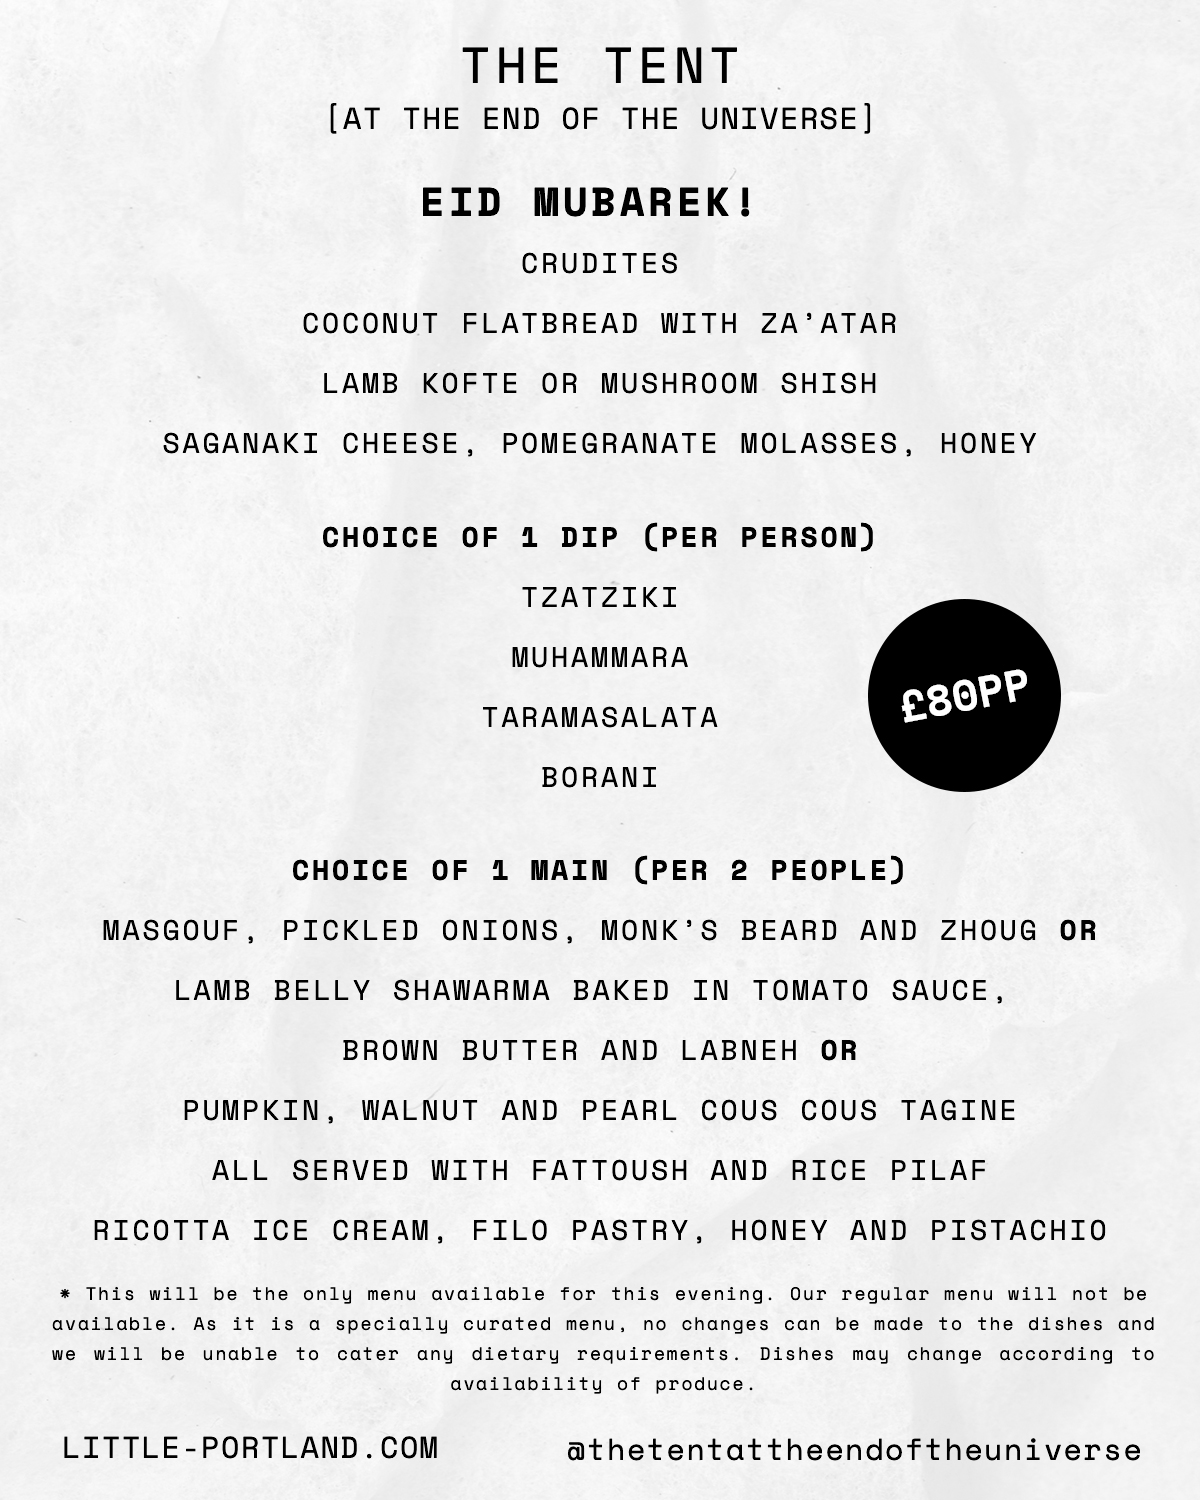 THE TENT
[AT THE END OF THE UNIVERSE]
EID MUBAREK!
CRUDITES
COCONUT FLATBREAD WITH ZA'ATAR
LAMB KOFTE OR MUSHROOM SHISH
SAGANAKI CHEESE, POMEGRANATE MOLASSES, HONEY
CHOICE OF 1 DIP (PER PERSON)
TZATZIKI
MUHAMMARA
TARAMASALATA
BORANI
£80PP
CHOICE OF 1 MAIN (PER 2 PEOPLE)
MASGOUF, PICKLED ONIONS, MONK'S BEARD AND ZHOUG OR
LAMB BELLY SHAWARMA BAKED IN TOMATO SAUCE,
BROWN BUTTER AND LABNEH OR
PUMPKIN, WALNUT AND PEARL COUS COUS TAGINE
ALL SERVED WITH FATTOUSH AND RICE PILAF
RICOTTA ICE CREAM, FILO PASTRY, HONEY AND PISTACHIO
* This will be the only menu available for this evening. Our regular menu will not be
available. As it is a specially curated menu, no changes can be made to the dishes and
we will be unable to cater any dietary requirements. Dishes may change according to
availability of produce.
LITTLE-PORTLAND.COM
@thetentattheendoftheuniverse